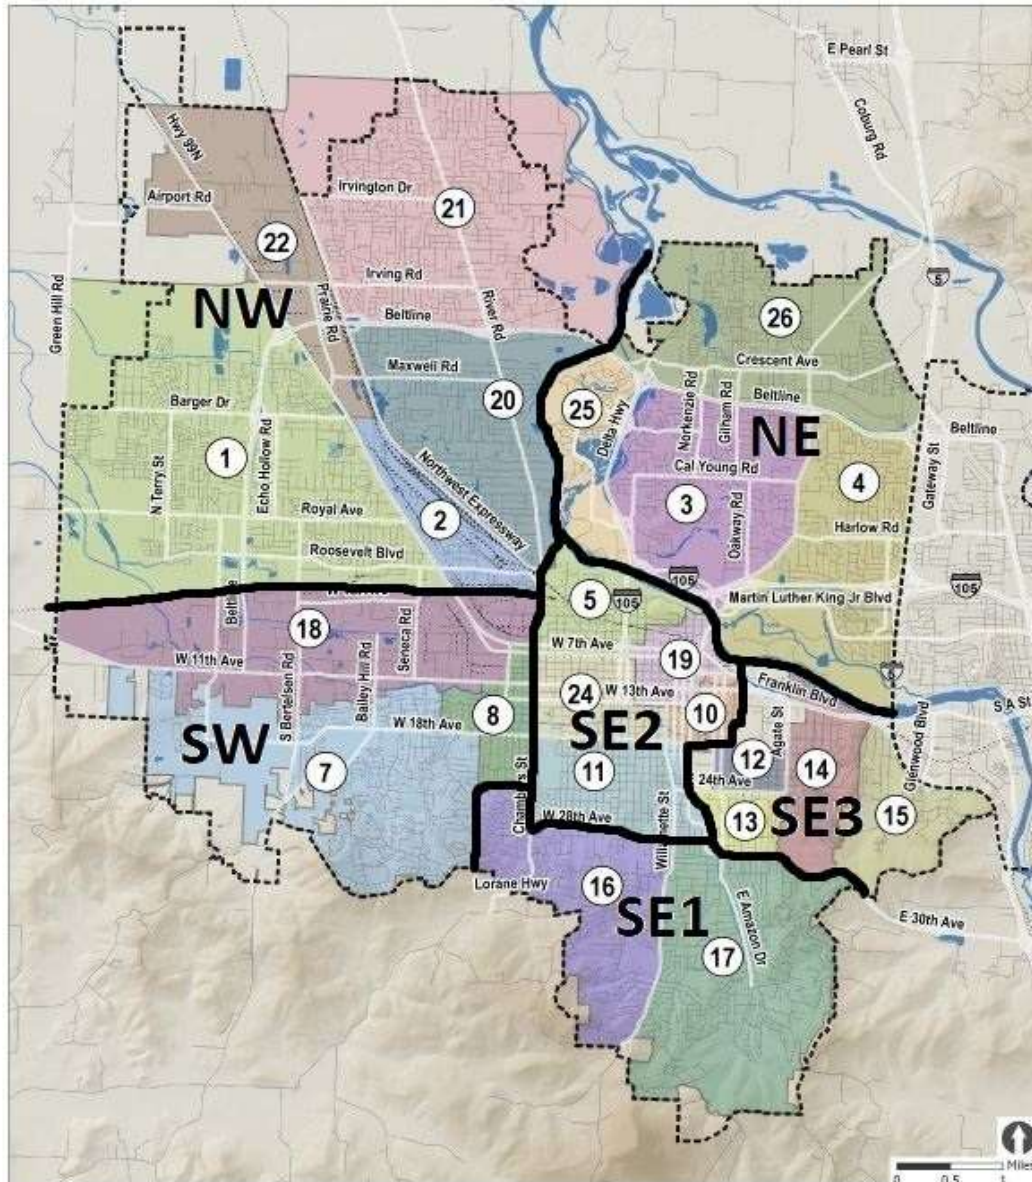 E Pearl St
Coburg Rd
Hwy 99N
Airport Rd
Irvington Dr
21
22
Irving Rd
5
Green Hill Rd
NW
Prairie Rd
Beltline
River Rd
26
Crescent Ave
Maxwell Rd
20
25
Delta Hwy
Norkenzie Rd
Gilham Rd
Beltline
NE
Barger Dr
1
N Terry St
Echo Hollow Rd
Northwest Expressway
2
Cal Young Rd
3
Oakway Rd
4
Gateway St
Beltline
Harlow Rd
Royal Ave
Roosevelt Blvd
105
105
105
Martin Luther King Jr Blvd
5
Beltline
18
Seneca Rd
W 7th Ave
19
W 11th Ave
S Bertelsen Rd
Bailey Hill Rd
24
W 13th Ave
10
Franklin Blvd
5
S A St
Agate St
Glenwood Blvd
SW
W 18th Ave
8
SE2
7
11
12
14
E 24th Ave
13
SE3
15
Chambers St
W 28th Ave
Willamette St
Lorane Hwy
16
SE1
E 30th Ave
17
E Amazon Dr
0
0.5
1
Miles